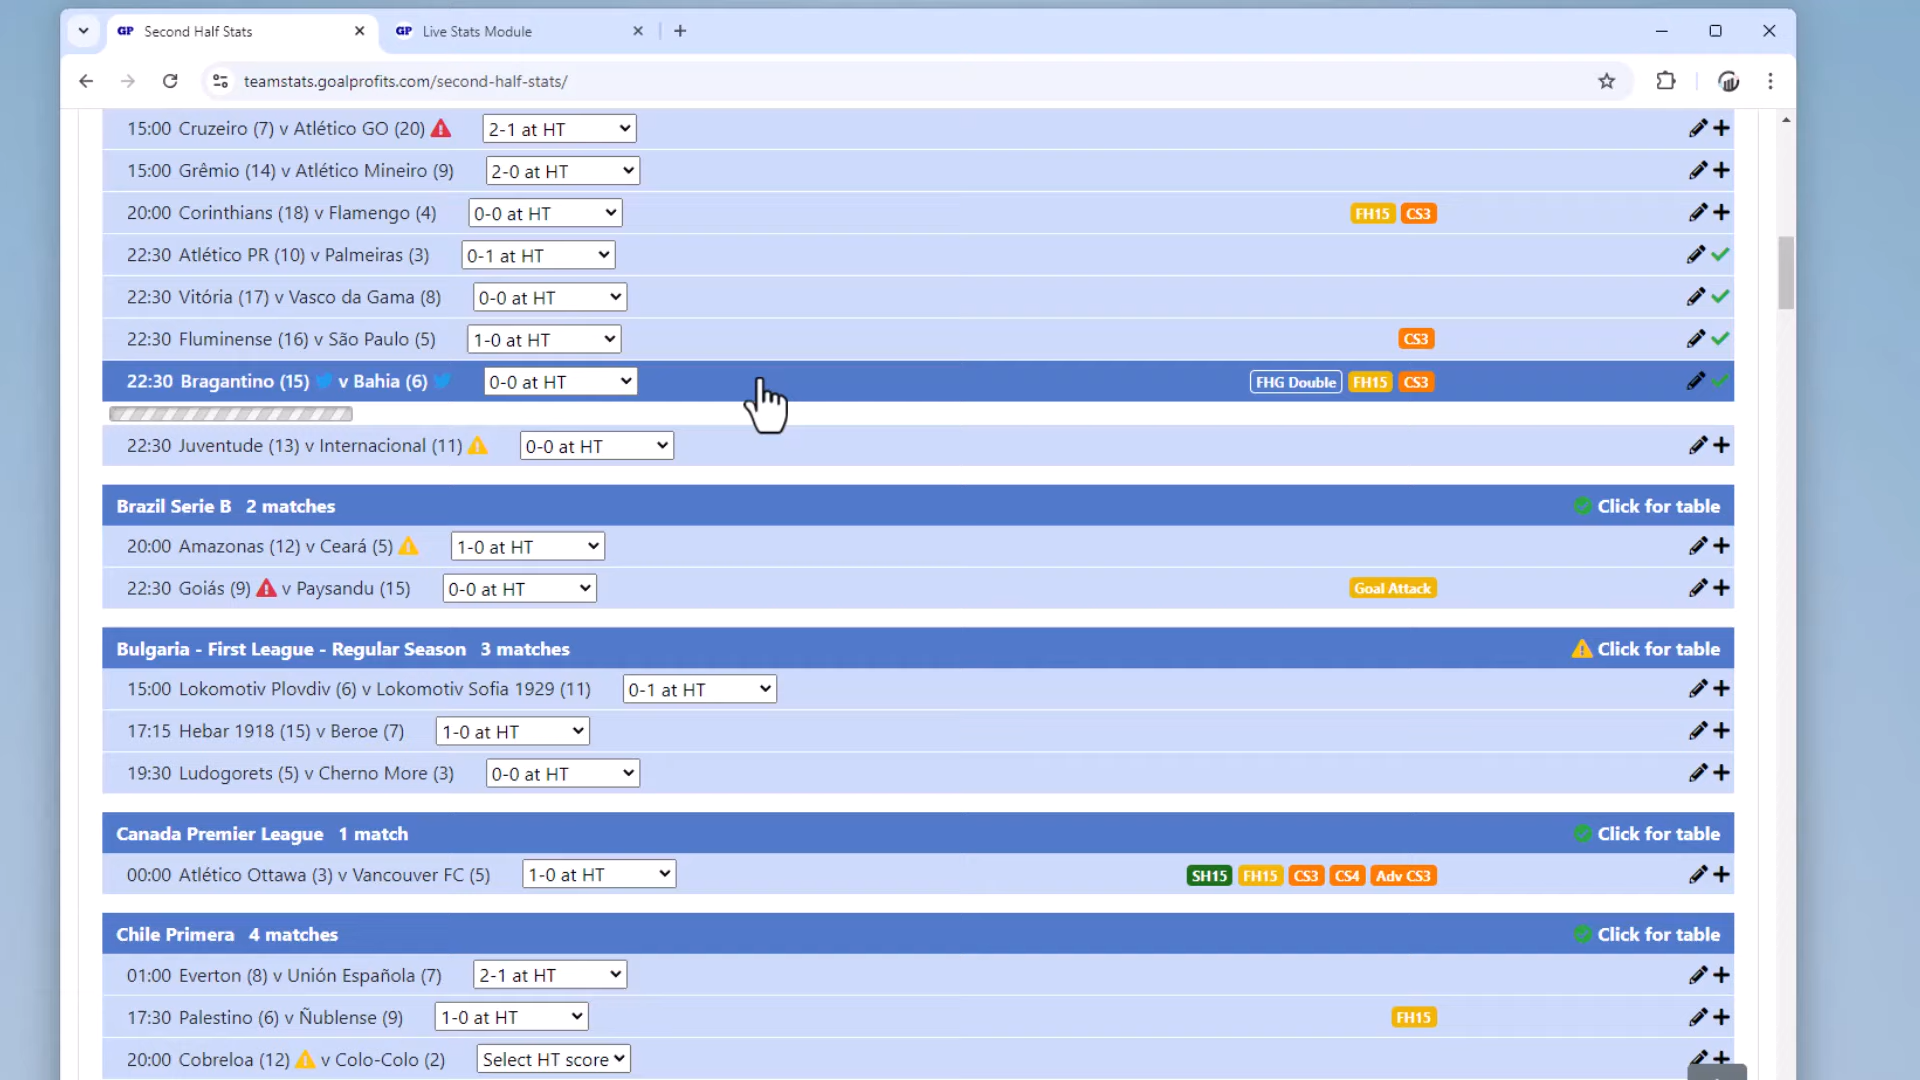 GP Second Half Stats
GP Live Stats Module
teamstats.goalprofits.com/second-half-stats/
15:00 Cruzeiro (7) v Atlético GO (20) 2-1 at HT
15:00 Grêmio (14) v Atlético Mineiro (9) 2-0 at HT
20:00 Corinthians (18) v Flamengo (4) 0-0 at HT FH15 CS3
22:30 Atlético PR (10) v Palmeiras (3) 0-1 at HT
22:30 Vitória (17) v Vasco da Gama (8) 0-0 at HT
22:30 Fluminense (16) v São Paulo (5) 1-0 at HT CS3
22:30 Bragantino (15) v Bahia (6) 0-0 at HT FHG Double FH15 CS3
22:30 Juventude (13) v Internacional (11) 0-0 at HT
Brazil Serie B 2 matches Click for table
20:00 Amazonas (12) v Ceará (5) 1-0 at HT
22:30 Goiás (9) v Paysandu (15) 0-0 at HT Goal Attack
Bulgaria - First League - Regular Season 3 matches Click for table
15:00 Lokomotiv Plovdiv (6) v Lokomotiv Sofia 1929 (11) 0-1 at HT
17:15 Hebar 1918 (15) v Beroe (7) 1-0 at HT
19:30 Ludogorets (5) v Cherno More (3) 0-0 at HT
Canada Premier League 1 match Click for table
00:00 Atlético Ottawa (3) v Vancouver FC (5) 1-0 at HT SH15 FH15 CS3 CS4 Adv CS3
Chile Primera 4 matches Click for table
01:00 Everton (8) v Unión Española (7) 2-1 at HT
17:30 Palestino (6) v Ñublense (9) 1-0 at HT FH15
20:00 Cobreloa (12) v Colo-Colo (2) Select HT score